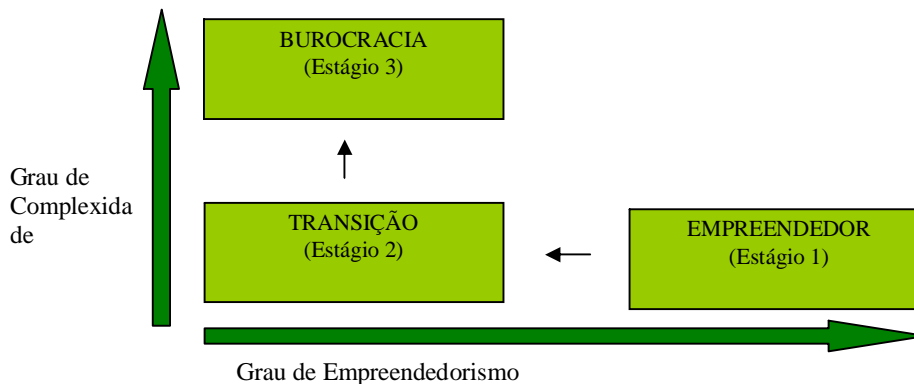 BUROCRACIA
(Estágio 3)
Grau de
Complexida
de
TRANSIÇÃO
(Estágio 2)
EMPREENDEDOR
(Estágio 1)
Grau de Empreendedorismo